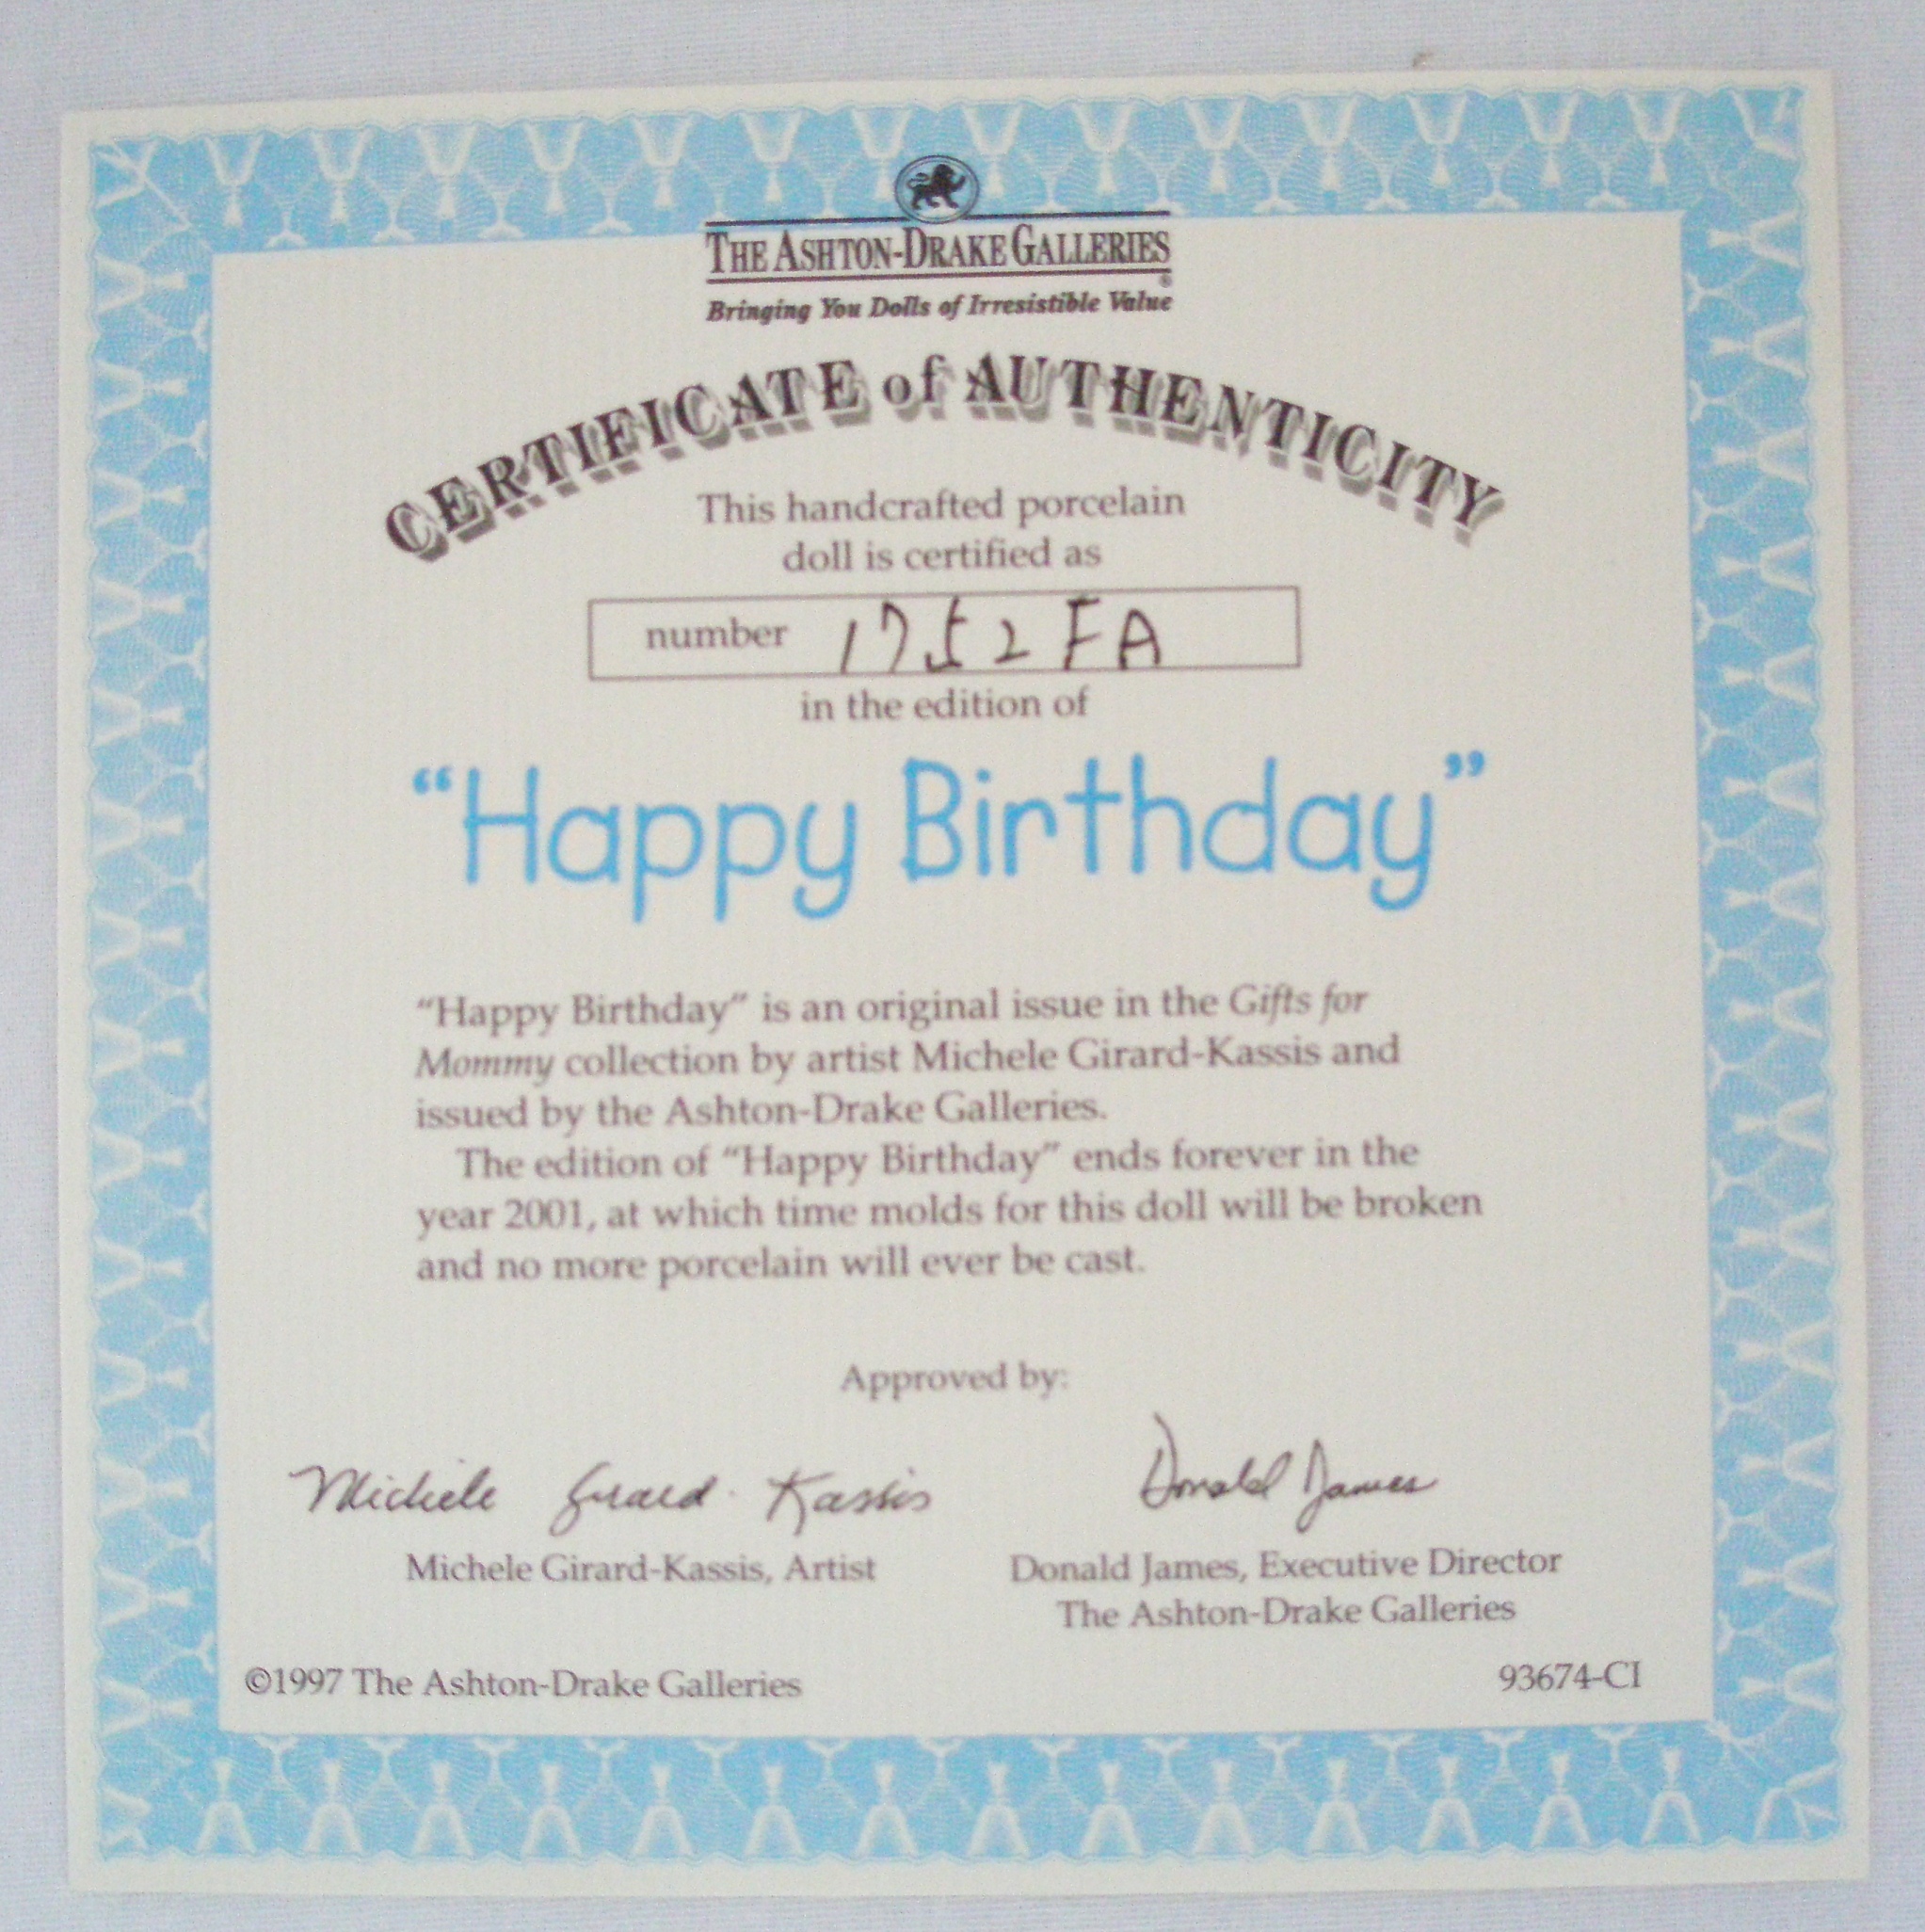 THE ASHTON-DRAKE GALLERIES®
Bringing You Dolls of Irresistible Value
CERTIFICATE of AUTHENTICITY
This handcrafted porcelain
doll is certified as
number 1752FA
in the edition of
“Happy Birthday”
“Happy Birthday” is an original issue in the Gifts for
Mommy collection by artist Michele Girard-Kassis and
issued by the Ashton-Drake Galleries.
The edition of “Happy Birthday” ends forever in the
year 2001, at which time molds for this doll will be broken
and no more porcelain will ever be cast.
Approved by:
Michele Girard-Kassis Donald James
Michele Girard-Kassis, Artist Donald James, Executive Director
The Ashton-Drake Galleries
©1997 The Ashton-Drake Galleries 93674-CI